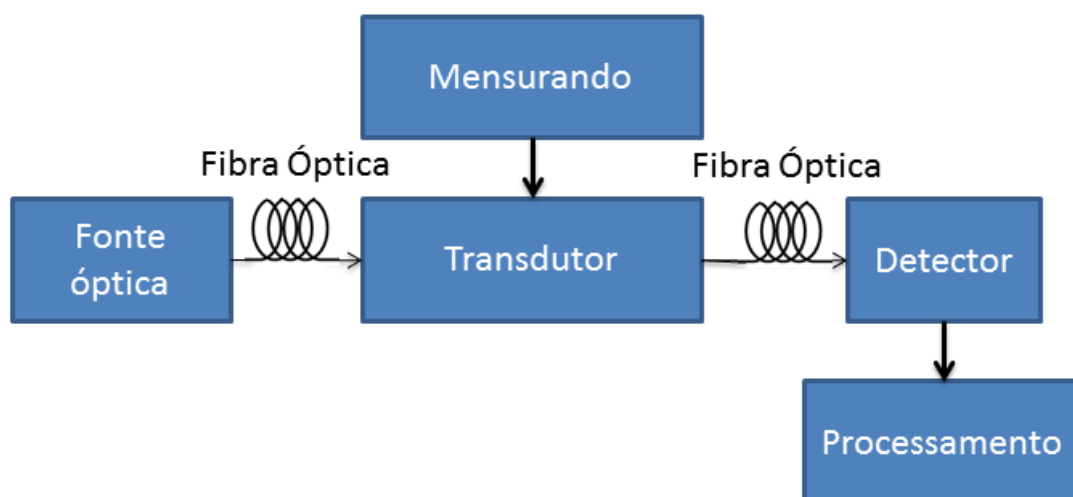 Mensurando
Fibra Óptica
Fibra Óptica
Fonte
óptica
Transdutor
Detector
Processamento